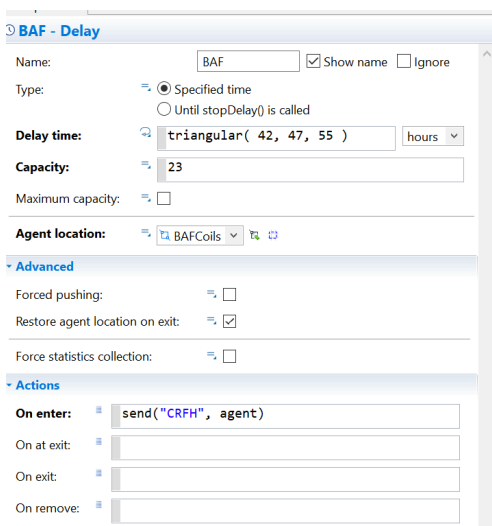 BAF - Delay
Name: BAF Show name Ignore
Type: Specified time
Until stopDelay() is called
Delay time: triangular( 42, 47, 55 ) hours
Capacity: 23
Maximum capacity:
Agent location: BAFCoils
Advanced
Forced pushing:
Restore agent location on exit:
Force statistics collection:
Actions
On enter: send("CRFH", agent)
On at exit:
On exit:
On remove: